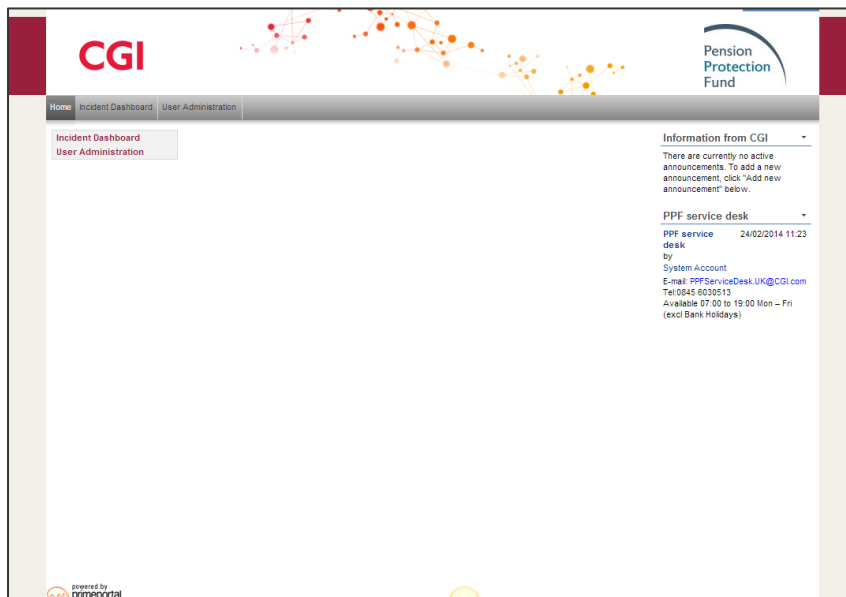 CGI
Pension
Protection
Fund
Home Incident Dashboard User Administration
Incident Dashboard
User Administration
Information from CGI
There are currently no active
announcements. To add a new
announcement, click "Add new
announcement" below.
PPF service desk
PPF service 24/02/2014 11:23
desk
by
System Account
E-mail: PPFServiceDesk.UK@CGI.com
Tel:0845 6030513
Available 07:00 to 19:00 Mon – Fri
(excl Bank Holidays)
powered by
primeportal